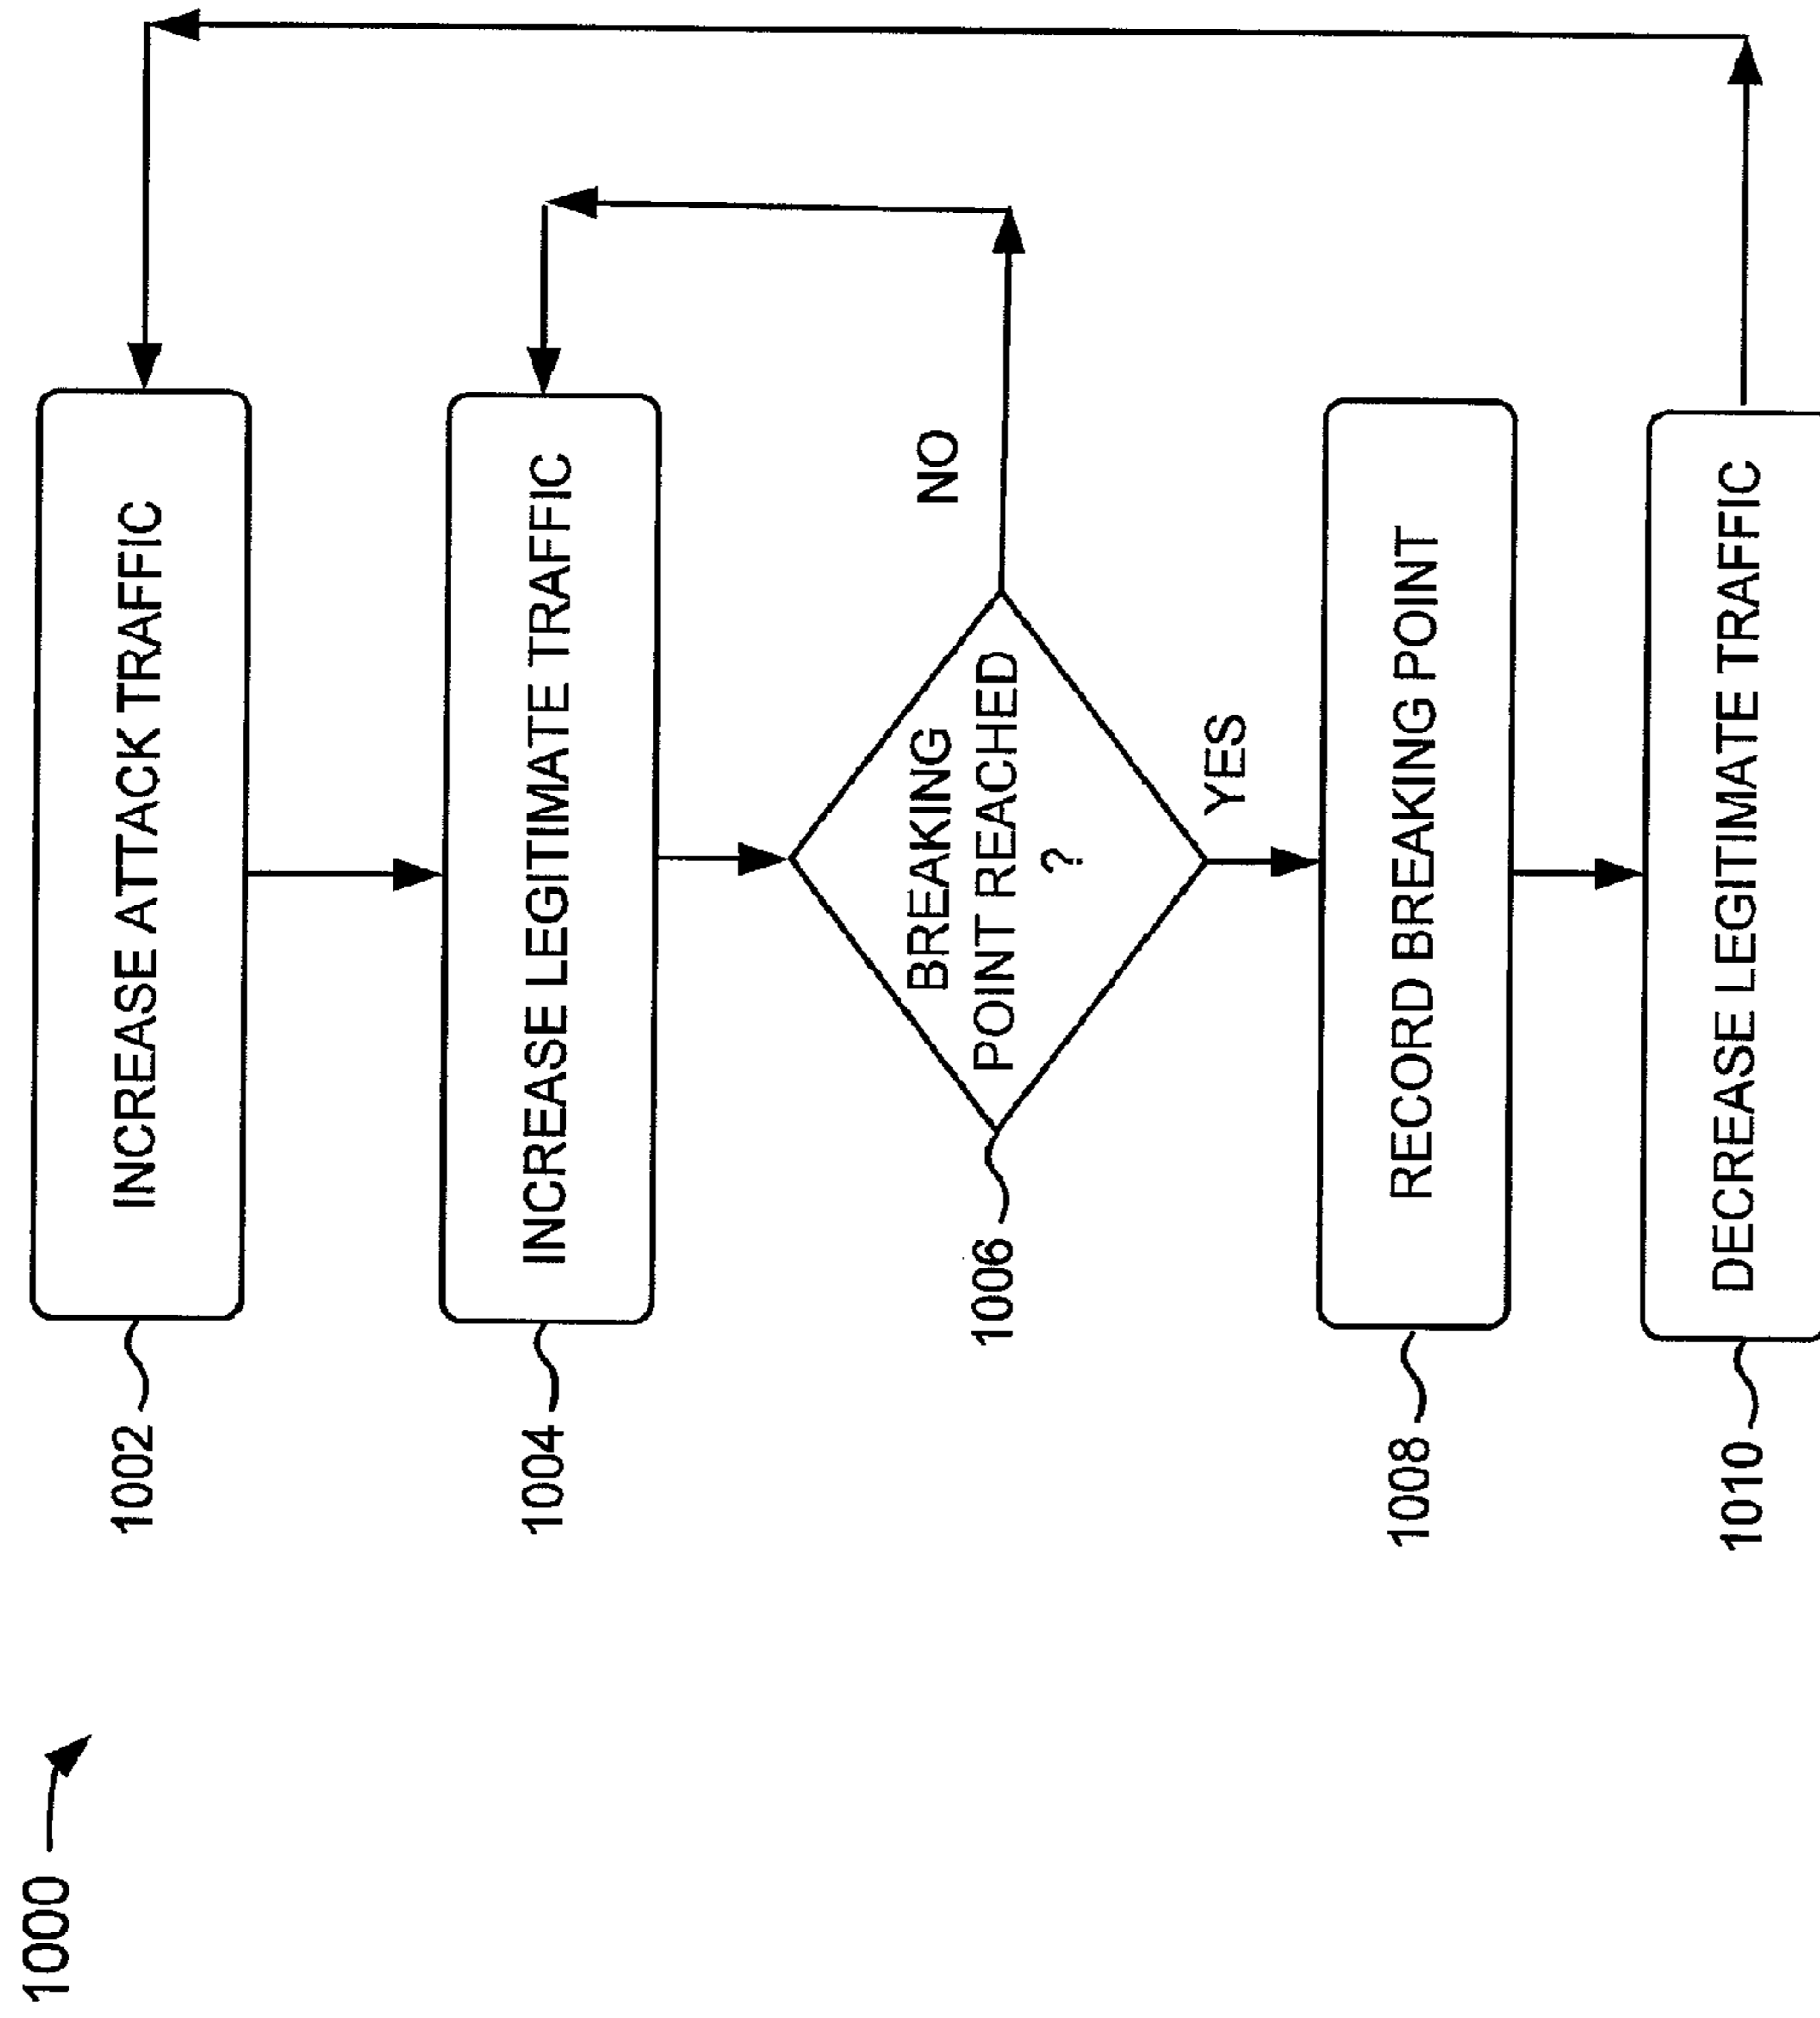 1000
1002
INCREASE ATTACK TRAFFIC
1004
INCREASE LEGITIMATE TRAFFIC
1006
BREAKING
POINT REACHED
?
NO
YES
1008
RECORD BREAKING POINT
1010
DECREASE LEGITIMATE TRAFFIC